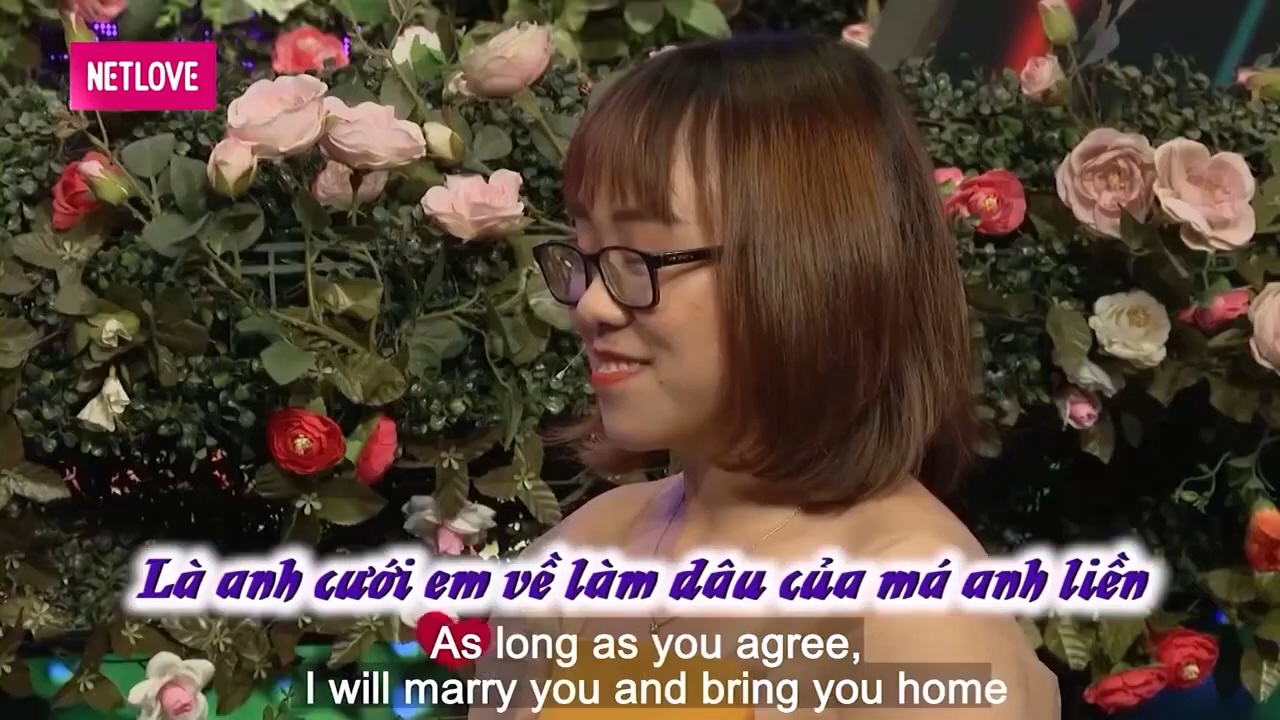 NETLOVE
Là anh cưới em về làm dâu của má anh liền
As long as you agree,
I will marry you and bring you home